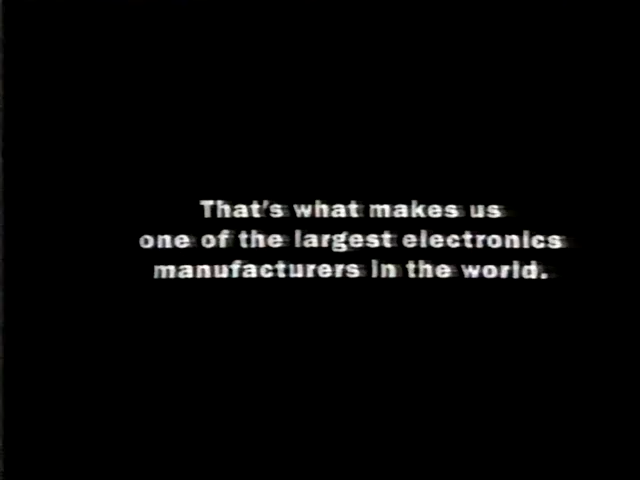 That's what makes us
one of the largest electronics
manufacturers in the world.